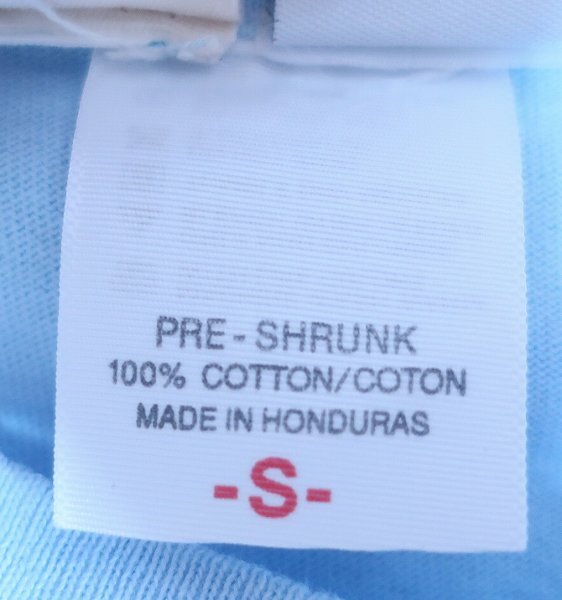 PRE-SHRUNK
100% COTTON/COTON
MADE IN HONDURAS
-S-